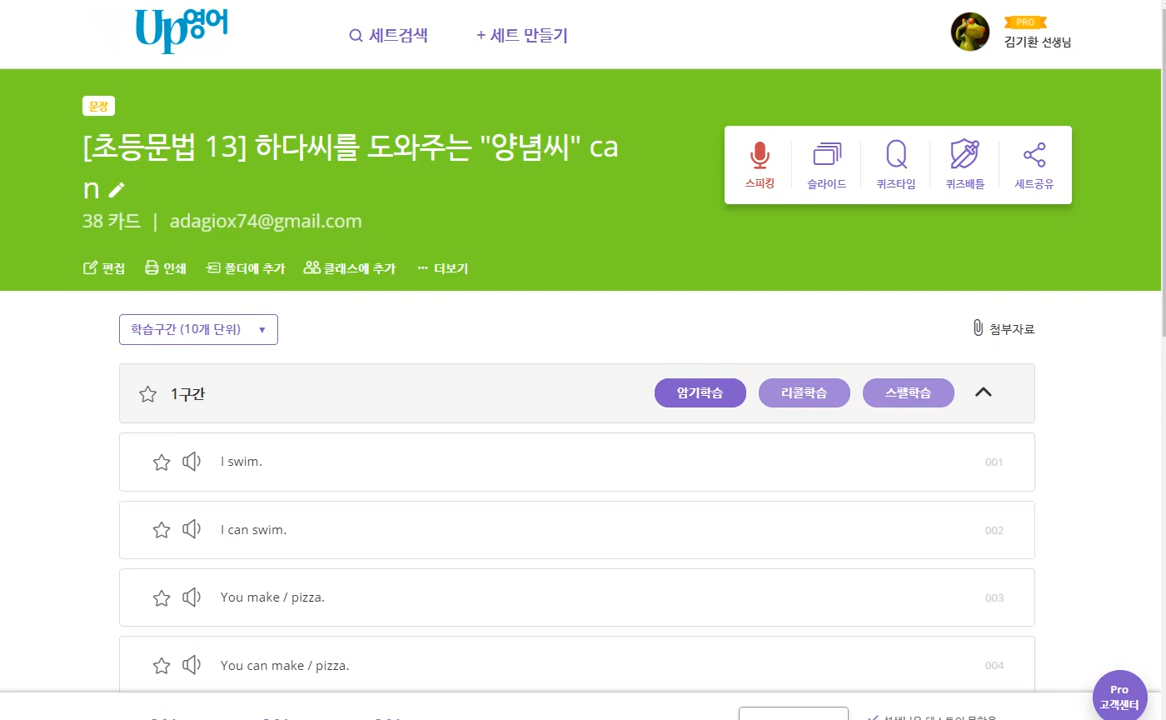 Up영어
세트검색
+ 세트 만들기
PRO
김기환 선생님
문장
[초등문법 13] 하다씨를 도와주는 "양념씨" ca
n
38 카드 | adagiox74@gmail.com
스피킹
슬라이드
퀴즈타임
퀴즈배틀
세트공유
편집
인쇄
폴더에 추가
클래스에 추가
··· 더보기
학습구간 (10개 단위) ▼
첨부자료
1구간
암기학습
리콜학습
스펠학습
I swim.
001
I can swim.
002
You make / pizza.
003
You can make / pizza.
004
Pro
고객센터